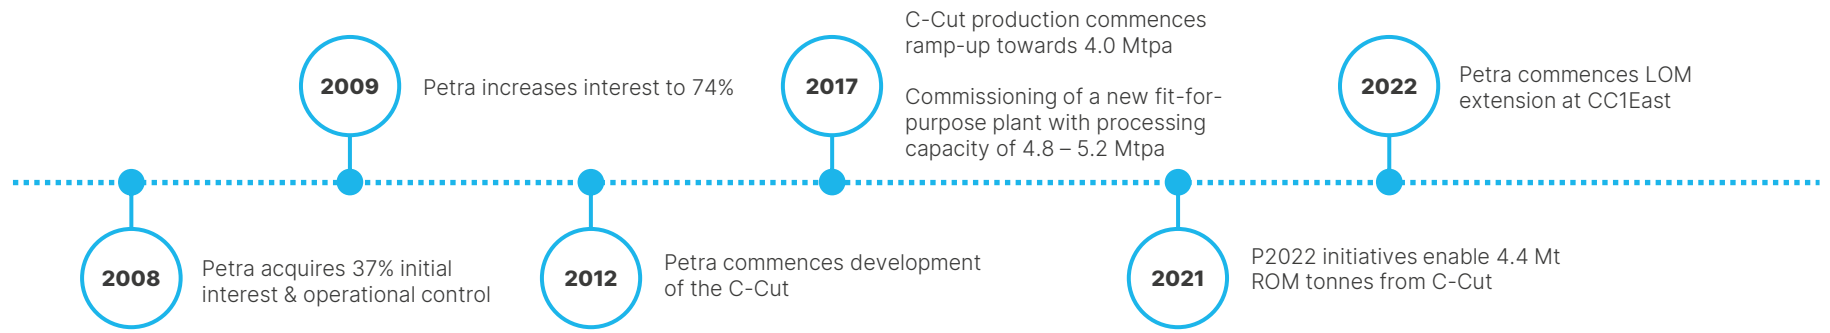 2008
Petra acquires 37% initial
interest & operational control
2009
Petra increases interest to 74%
2012
Petra commences development
of the C-Cut
2017
C-Cut production commences
ramp-up towards 4.0 Mtpa
Commissioning of a new fit-for-
purpose plant with processing
capacity of 4.8 – 5.2 Mtpa
2021
P2022 initiatives enable 4.4 Mt
ROM tonnes from C-Cut
2022
Petra commences LOM
extension at CC1East